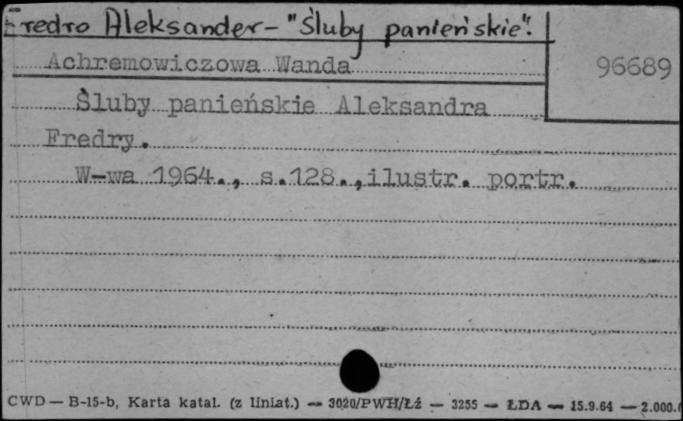 Fredro Aleksander - "Śluby panieńskie".
Achremowiczowa Wanda
96689
Śluby panieńskie Aleksandra
Fredry.
W-wa 1964., s.128.,ilustr. portr.
CWD — B-15-b, Karta katal. (z liniat.) — 3020/PWH/Łź — 3255 — ŁDA — 15.9.64 — 2.000.